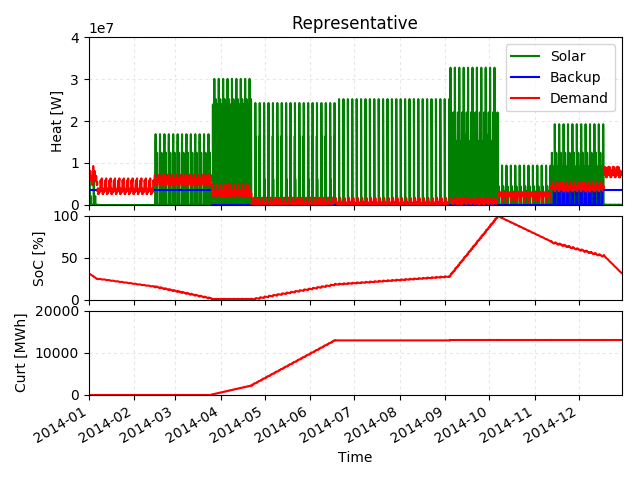 Representative
1e7
4
3
2
1
0
Heat [W]
Solar
Backup
Demand
100
50
0
SoC [%]
20000
10000
0
Curt [MWh]
2014-01
2014-02
2014-03
2014-04
2014-05
2014-06
2014-07
2014-08
2014-09
2014-10
2014-11
2014-12
Time